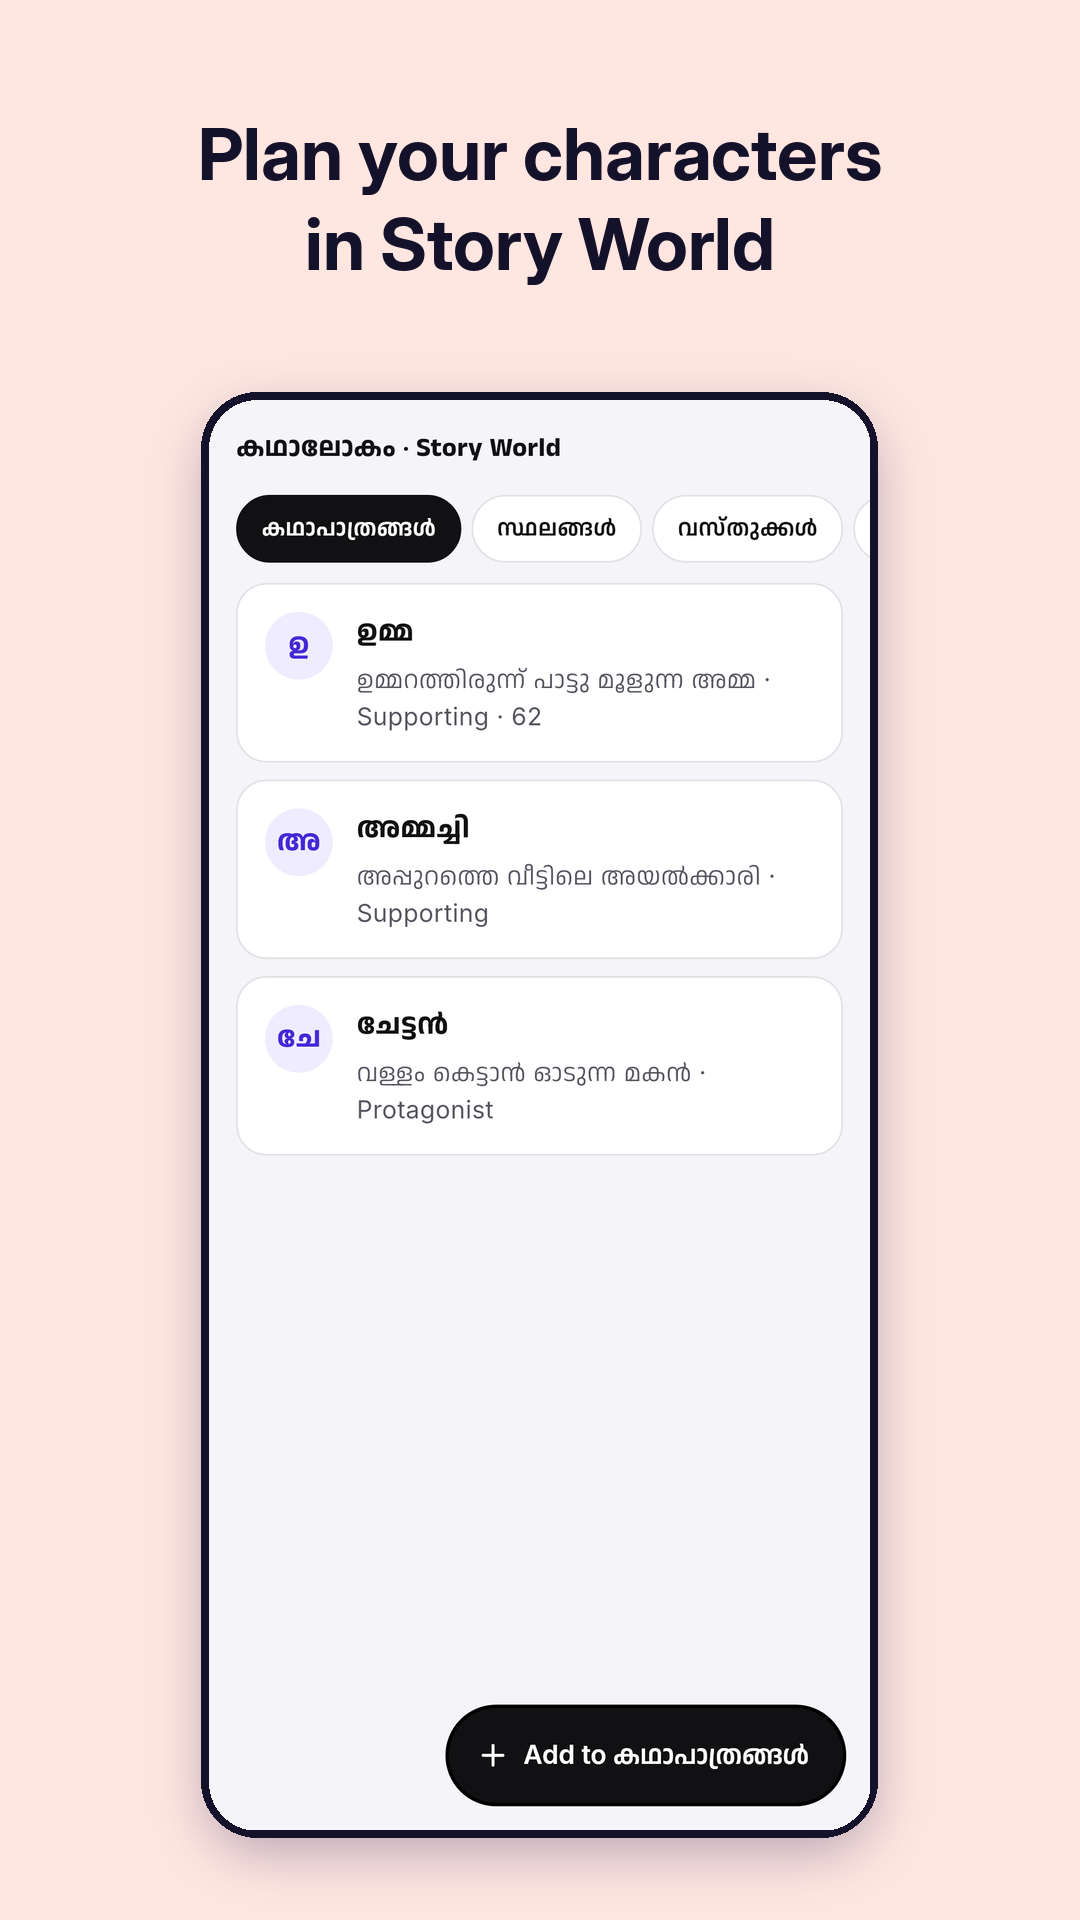 Plan your characters
in Story World
കഥാലോകം · Story World
കഥാപാത്രങ്ങൾ
സ്ഥലങ്ങൾ
വസ്തുക്കൾ
ഉ
ഉമ്മ
ഉമ്മറത്തിരുന്ന് പാട്ടു മൂളുന്ന അമ്മ ·
Supporting · 62
അ
അമ്മച്ചി
അപ്പുറത്തെ വീട്ടിലെ അയൽക്കാരി ·
Supporting
ചേ
ചേട്ടൻ
വള്ളം കെട്ടാൻ ഓടുന്ന മകൻ ·
Protagonist
+ Add to കഥാപാത്രങ്ങൾ